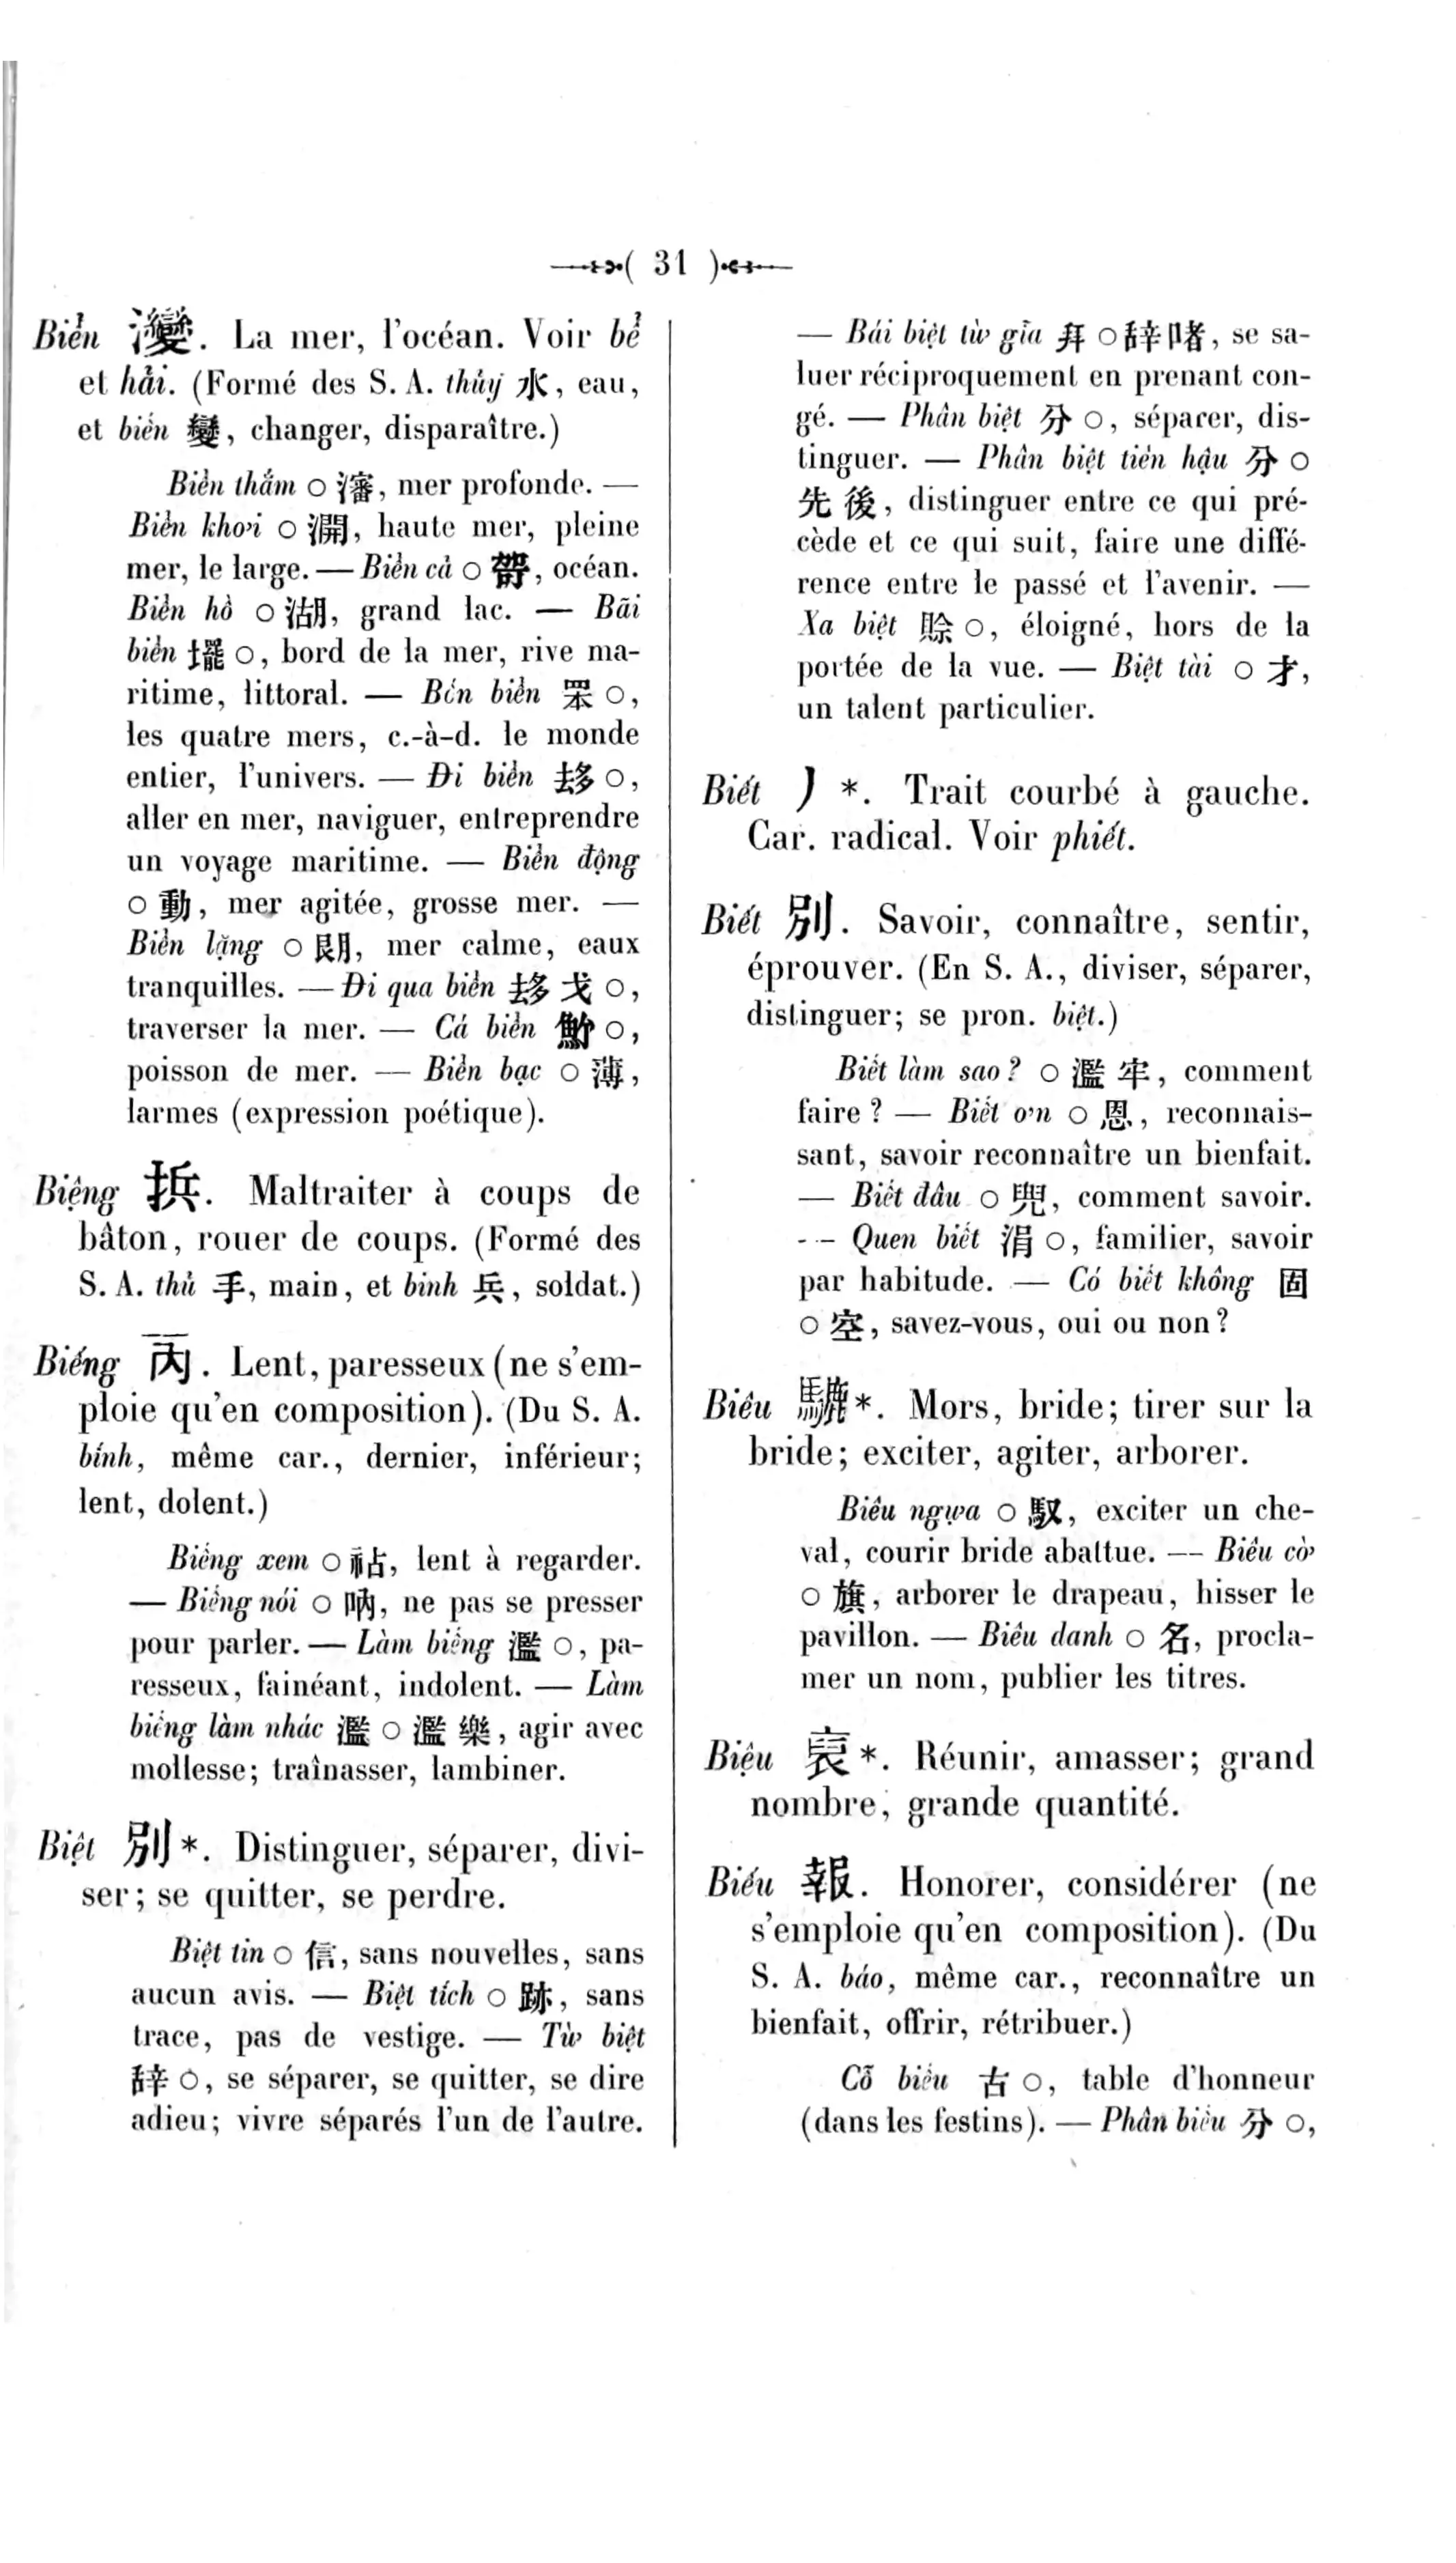 ( 31 )
Biển 灣. La mer, l'océan. Voir bể
et hải. (Formé des S. A. thủy 水, eau,
et biến 變, changer, disparaître.)
Biển thẳm ○ 瀋, mer profonde. —
Biển khơi ○ 𣾺, haute mer, pleine
mer, le large. — Biển cả ○, océan.
Biển hồ ○ 湖, grand lac. — Bãi
biển ○, bord de la mer, rive ma-
ritime, littoral. — Bốn biển 𦊚 ○,
les quatre mers, c.-à-d. le monde
entier, l'univers. — Đi biển 𠫾 ○,
aller en mer, naviguer, entreprendre
un voyage maritime. — Biển động
○ 動, mer agitée, grosse mer. —
Biển lặng ○, mer calme, eaux
tranquilles. — Đi qua biển 𠫾 戈 ○,
traverser la mer. — Cá biển ○,
poisson de mer. — Biển bạc ○ 薄,
larmes (expression poétique).
Biệng 捳. Maltraiter à coups de
bâton, rouer de coups. (Formé des
S. A. thủ 手, main, et binh 兵, soldat.)
Biếng 丙. Lent, paresseux (ne s'em-
ploie qu'en composition). (Du S. A.
bính, même car., dernier, inférieur;
lent, dolent.)
Biếng xem ○ 祜, lent à regarder.
— Biếng nói ○ 吶, ne pas se presser
pour parler. — Làm biếng 濫 ○, pa-
resseux, fainéant, indolent. — Làm
biếng làm nhác 濫 ○ 濫 樂, agir avec
mollesse; traînasser, lambiner.
Biệt 別 *. Distinguer, séparer, divi-
ser; se quitter, se perdre.
Biệt tin ○ 信, sans nouvelles, sans
aucun avis. — Biệt tích ○ 跡, sans
trace, pas de vestige. — Từ biệt
辞 ○, se séparer, se quitter, se dire
adieu; vivre séparés l'un de l'autre.
— Bái biệt từ gĩa 拜 ○ 辞 啫, se sa-
luer réciproquement en prenant con-
gé. — Phân biệt 分 ○, séparer, dis-
tinguer. — Phân biệt tiên hậu 分 ○
先 後, distinguer entre ce qui pré-
cède et ce qui suit, faire une diffé-
rence entre le passé et l'avenir. —
Xa biệt 賒 ○, éloigné, hors de la
portée de la vue. — Biệt tài ○ 才,
un talent particulier.
Biết 丿 *. Trait courbé à gauche.
Car. radical. Voir phiết.
Biết 別. Savoir, connaître, sentir,
éprouver. (En S. A., diviser, séparer,
distinguer; se pron. biệt.)
Biết làm sao? ○ 濫 牢, comment
faire? — Biết ơn ○ 恩, reconnais-
sant, savoir reconnaître un bienfait.
— Biết đâu ○ 兜, comment savoir.
— Quen biết 涓 ○, familier, savoir
par habitude. — Có biết không 固
○ 空, savez-vous, oui ou non?
Biêu 驃 *. Mors, bride; tirer sur la
bride; exciter, agiter, arborer.
Biêu ngựa ○ 馭, exciter un che-
val, courir bride abattue. — Biêu cờ
○ 旗, arborer le drapeau, hisser le
pavillon. — Biêu danh ○ 名, procla-
mer un nom, publier les titres.
Biệu 裒 *. Réunir, amasser; grand
nombre, grande quantité.
Biếu 報. Honorer, considérer (ne
s'emploie qu'en composition). (Du
S. A. báo, même car., reconnaître un
bienfait, offrir, rétribuer.)
Cỗ biếu 古 ○, table d'honneur
(dans les festins). — Phân biếu 分 ○,